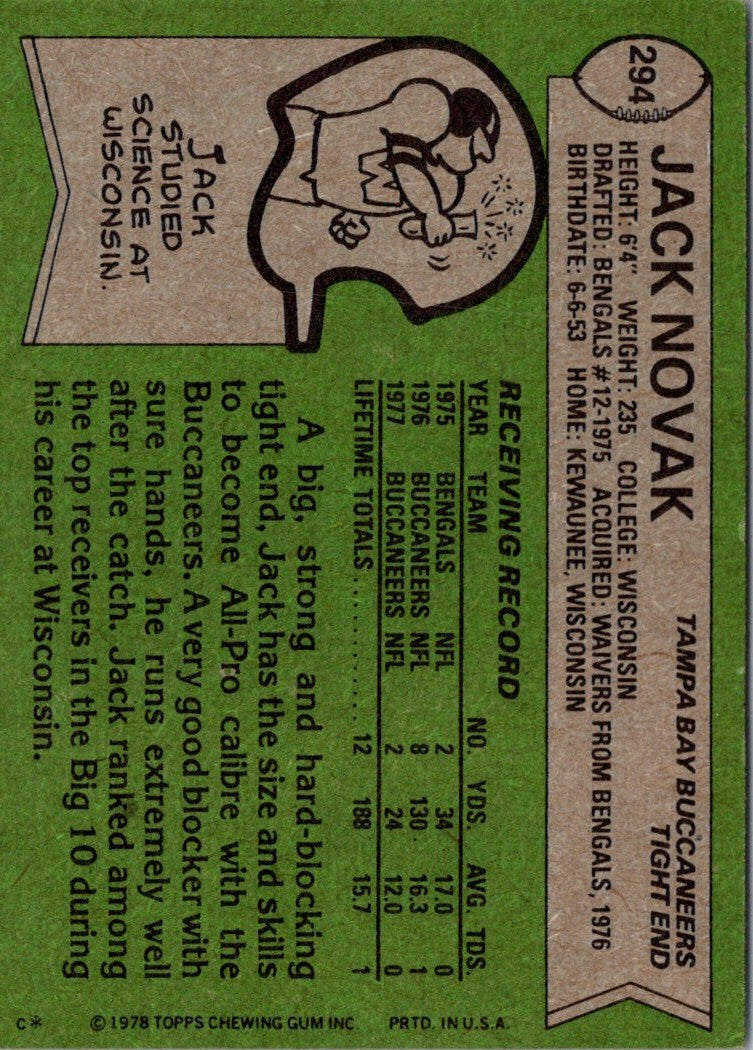 294
JACK NOVAK
TAMPA BAY BUCCANEERS
TIGHT END
HEIGHT: 6'4" WEIGHT: 235 COLLEGE: WISCONSIN
DRAFTED: BENGALS #12-1975 ACQUIRED: WAIVERS FROM BENGALS, 1976
BIRTHDATE: 6-6-53 HOME: KEWAUNEE, WISCONSIN
W
JACK
STUDIED
SCIENCE AT
WISCONSIN.
RECEIVING RECORD
YEAR TEAM NO. YDS. AVG. TDS.
1975 BENGALS NFL 2 34 17.0 0
1976 BUCCANEERS NFL 8 130 16.3 1
1977 BUCCANEERS NFL 2 24 12.0 0
LIFETIME TOTALS............ 12 188 15.7 1
A big, strong and hard-blocking
tight end, Jack has the size and skills
to become All-Pro calibre with the
Buccaneers. A very good blocker with
sure hands, he runs extremely well
after the catch. Jack ranked among
the top receivers in the Big 10 during
his career at Wisconsin.
C* © 1978 TOPPS CHEWING GUM INC. PRTD. IN U.S.A.